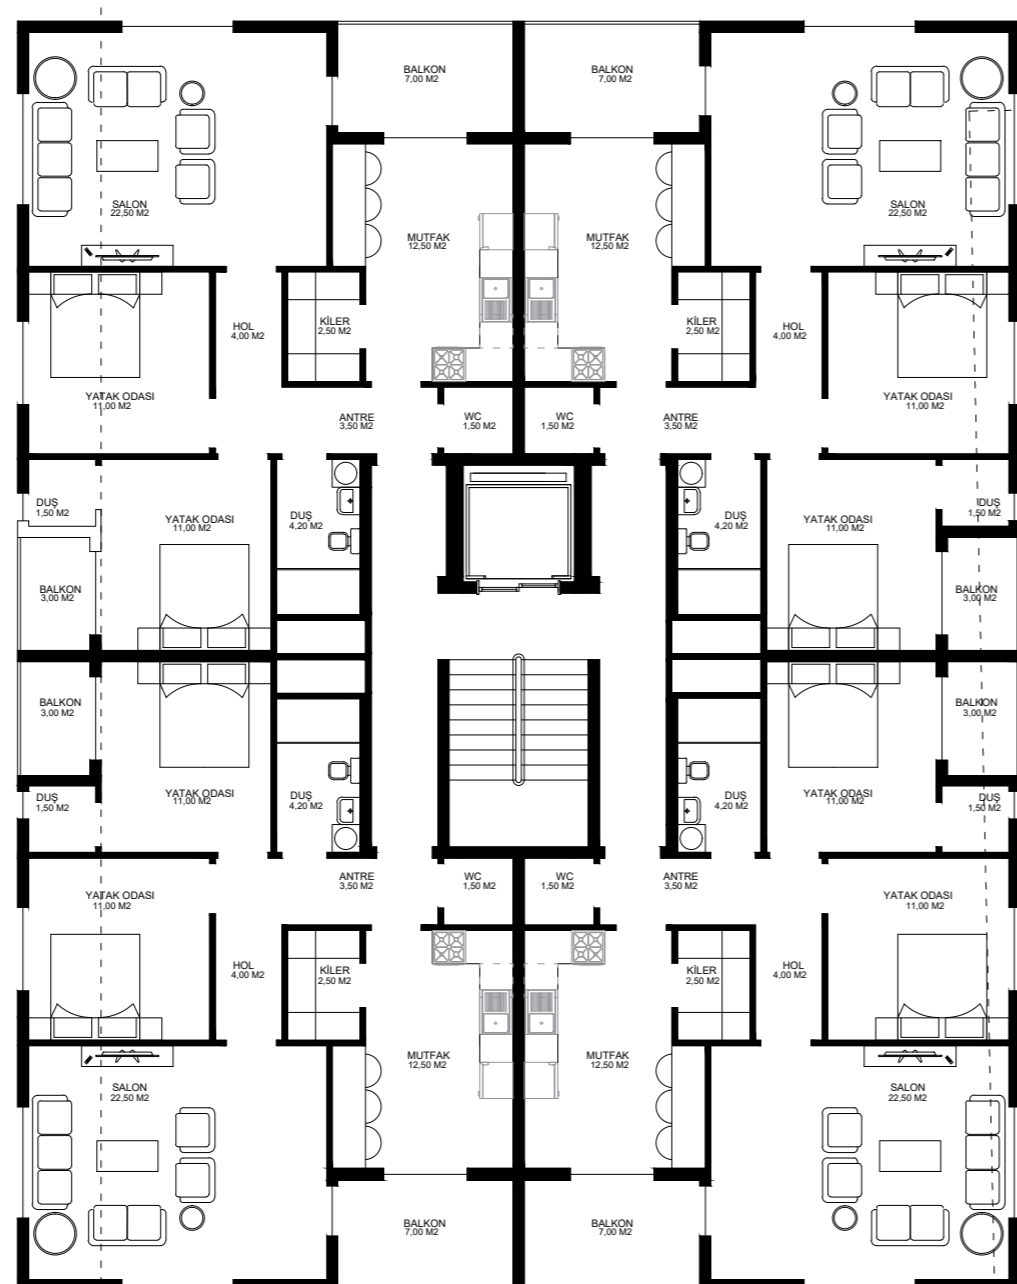 BALKON
7,00 M2
BALKON
7,00 M2
SALON
22,50 M2
MUTFAK
12,50 M2
MUTFAK
12,50 M2
SALON
22,50 M2
HOL
4,00 M2
KİLER
2,50 M2
KİLER
2,50 M2
HOL
4,00 M2
YATAK ODASI
11,00 M2
ANTRE
3,50 M2
WC
1,50 M2
WC
1,50 M2
ANTRE
3,50 M2
YATAK ODASI
11,00 M2
DUŞ
1,50 M2
YATAK ODASI
11,00 M2
DUŞ
4,20 M2
DUŞ
4,20 M2
YATAK ODASI
11,00 M2
DUŞ
1,50 M2
BALKON
3,00 M2
BALKON
3,00 M2
BALKON
3,00 M2
BALKON
3,00 M2
DUŞ
1,50 M2
YATAK ODASI
11,00 M2
DUŞ
4,20 M2
DUŞ
4,20 M2
YATAK ODASI
11,00 M2
DUŞ
1,50 M2
YATAK ODASI
11,00 M2
ANTRE
3,50 M2
WC
1,50 M2
WC
1,50 M2
ANTRE
3,50 M2
YATAK ODASI
11,00 M2
HOL
4,00 M2
KİLER
2,50 M2
KİLER
2,50 M2
HOL
4,00 M2
SALON
22,50 M2
MUTFAK
12,50 M2
MUTFAK
12,50 M2
SALON
22,50 M2
BALKON
7,00 M2
BALKON
7,00 M2